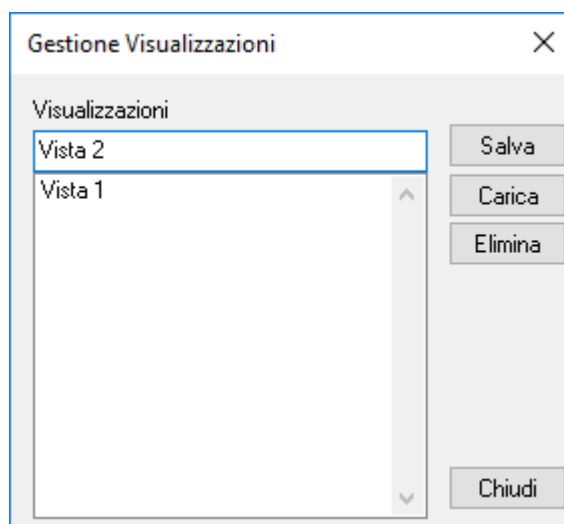 Gestione Visualizzazioni
Visualizzazioni
Vista 2
Salva
Vista 1
Carica
Elimina
Chiudi